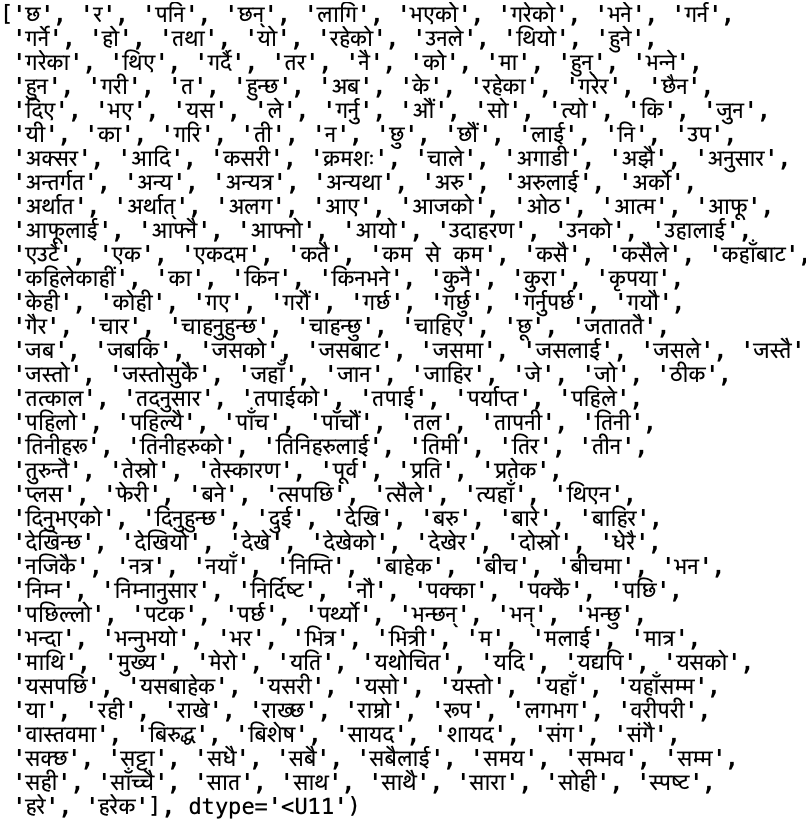 ['छ', 'र', 'पनि', 'छन्', 'लागि', 'भएको', 'गरेको', 'भने', 'गर्न',
'गर्ने', 'हो', 'तथा', 'यो', 'रहेको', 'उनले', 'थियो', 'हुने',
'गरेका', 'थिए', 'गर्दै', 'तर', 'नै', 'को', 'मा', 'हुन्', 'भन्ने',
'हुन', 'गरी', 'त', 'हुन्छ', 'अब', 'के', 'रहेका', 'गरेर', 'छैन',
'दिए', 'भए', 'यस', 'ले', 'गर्नु', 'औं', 'सो', 'त्यो', 'कि', 'जुन',
'यी', 'का', 'गरि', 'ती', 'न', 'छु', 'छौं', 'लाई', 'नि', 'उप',
'अक्सर', 'आदि', 'कसरी', 'क्रमशः', 'चाले', 'अगाडी', 'अझै', 'अनुसार',
'अन्तर्गत', 'अन्य', 'अन्यत्र', 'अन्यथा', 'अरु', 'अरुलाई', 'अर्को',
'अर्थात', 'अर्थात्', 'अलग', 'आए', 'आजको', 'ओठ', 'आत्म', 'आफू',
'आफूलाई', 'आफ्नै', 'आफ्नो', 'आयो', 'उदाहरण', 'उनको', 'उहालाई',
'एउटै', 'एक', 'एकदम', 'कतै', 'कम से कम', 'कसै', 'कसैले', 'कहाँबाट',
'कहिलेकाहीं', 'का', 'किन', 'किनभने', 'कुनै', 'कुरा', 'कृपया',
'केही', 'कोही', 'गए', 'गरौं', 'गर्छ', 'गर्छु', 'गर्नुपर्छ', 'गयौ',
'गैर', 'चार', 'चाहनुहुन्छ', 'चाहन्छु', 'चाहिए', 'छू', 'जताततै',
'जब', 'जबकि', 'जसको', 'जसबाट', 'जसमा', 'जसलाई', 'जसले', 'जस्तै'
'जस्तो', 'जस्तोसुकै', 'जहाँ', 'जान', 'जाहिर', 'जे', 'जो', 'ठीक',
'तत्काल', 'तदनुसार', 'तपाईको', 'तपाई', 'पर्याप्त', 'पहिले',
'पहिलो', 'पहिल्यै', 'पाँच', 'पाँचौं', 'तल', 'तापनी', 'तिनी',
'तिनीहरू', 'तिनीहरुको', 'तिनिहरुलाई', 'तिमी', 'तिर', 'तीन',
'तुरुन्तै', 'तेस्रो', 'तेस्कारण', 'पूर्व', 'प्रति', 'प्रतेक',
'प्लस', 'फेरी', 'बने', 'त्सपछि', 'त्सैले', 'त्यहाँ', 'थिएन',
'दिनुभएको', 'दिनुहुन्छ', 'दुई', 'देखि', 'बरु', 'बारे', 'बाहिर',
'देखिन्छ', 'देखियो', 'देखे', 'देखेको', 'देखेर', 'दोस्रो', 'धेरै',
'नजिकै', 'नत्र', 'नयाँ', 'निम्ति', 'बाहेक', 'बीच', 'बीचमा', 'भन',
'निम्न', 'निम्नानुसार', 'निर्दिष्ट', 'नौ', 'पक्का', 'पक्कै', 'पछि',
'पछिल्लो', 'पटक', 'पर्छ', 'पर्थ्यो', 'भन्छन्', 'भन्', 'भन्छु',
'भन्दा', 'भन्नुभयो', 'भर', 'भित्र', 'भित्री', 'म', 'मलाई', 'मात्र',
'माथि', 'मुख्य', 'मेरो', 'यति', 'यथोचित', 'यदि', 'यद्यपि', 'यसको',
'यसपछि', 'यसबाहेक', 'यसरी', 'यसो', 'यस्तो', 'यहाँ', 'यहाँसम्म',
'या', 'रही', 'राखे', 'राख्छ', 'राम्रो', 'रूप', 'लगभग', 'वरीपरी',
'वास्तवमा', 'बिरुद्ध', 'बिशेष', 'सायद', 'शायद', 'संग', 'संगै',
'सक्छ', 'सट्टा', 'सधै', 'सबै', 'सबैलाई', 'समय', 'सम्भव', 'सम्म',
'सही', 'साँच्चै', 'सात', 'साथ', 'साथै', 'सारा', 'सोही', 'स्पष्ट',
'हरे', 'हरेक'], dtype='<U11')